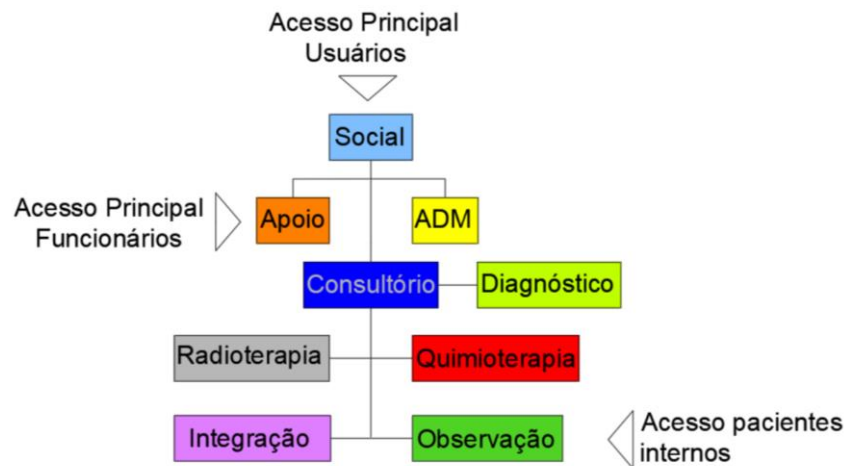 Acesso Principal
Usuários
Social
Acesso Principal
Funcionários
Apoio
ADM
Consultório
Diagnóstico
Radioterapia
Quimioterapia
Integração
Observação
Acesso pacientes
internos